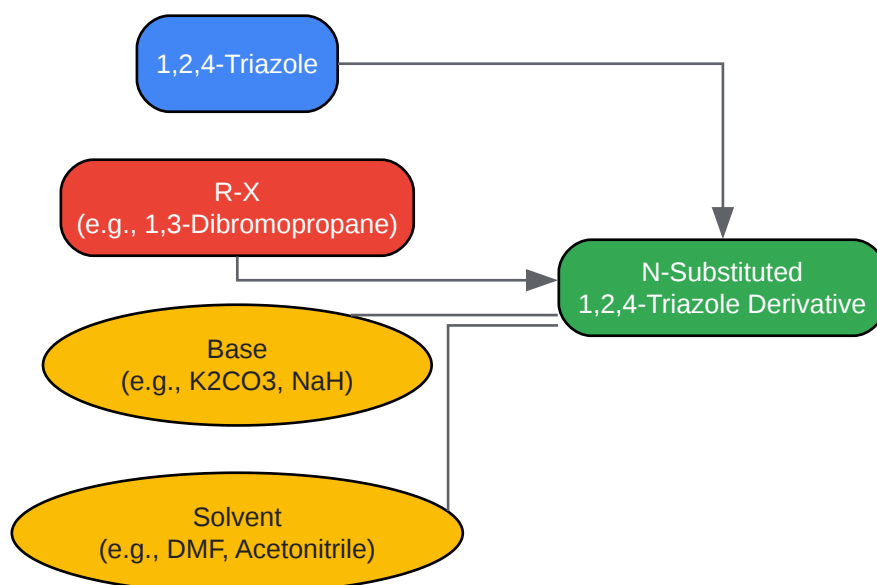 1,2,4-Triazole
R-X
(e.g., 1,3-Dibromopropane)
N-Substituted
1,2,4-Triazole Derivative
Base
(e.g., K2CO3, NaH)
Solvent
(e.g., DMF, Acetonitrile)